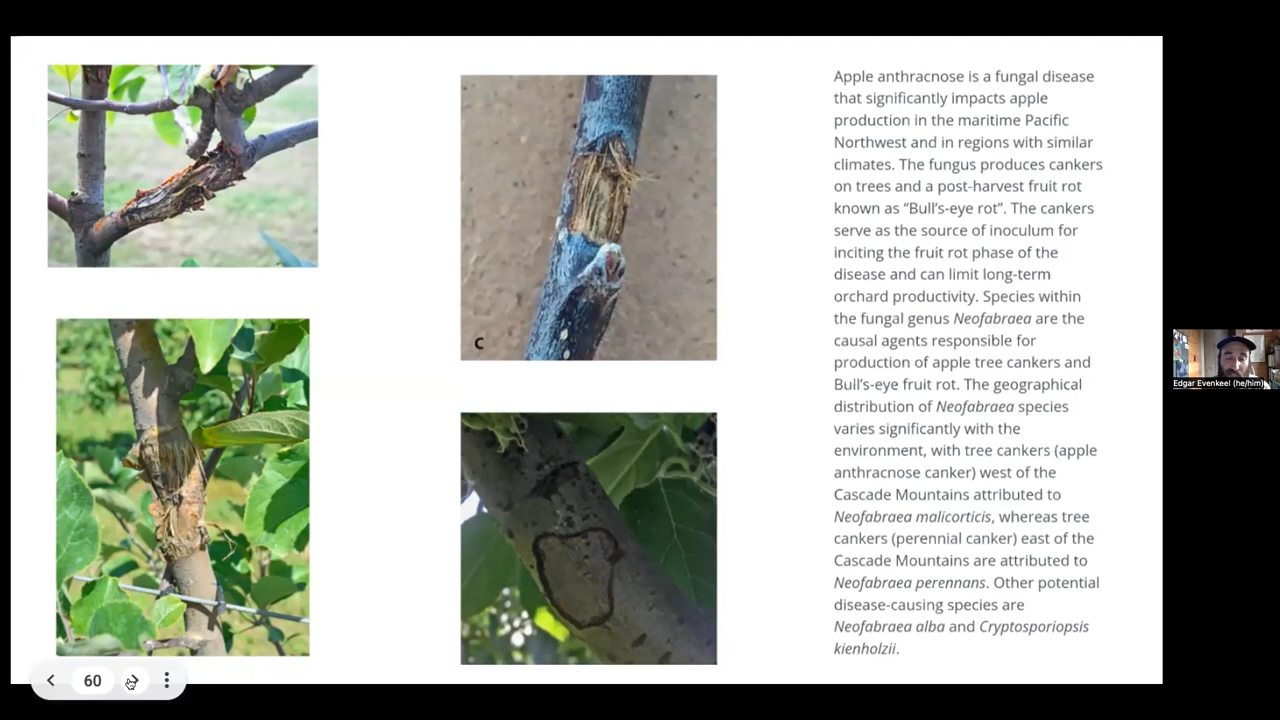 Apple anthracnose is a fungal disease
that significantly impacts apple
production in the maritime Pacific
Northwest and in regions with similar
climates. The fungus produces cankers
on trees and a post-harvest fruit rot
known as “Bull’s-eye rot”. The cankers
serve as the source of inoculum for
inciting the fruit rot phase of the
disease and can limit long-term
orchard productivity. Species within
the fungal genus Neofabraea are the
causal agents responsible for
production of apple tree cankers and
Bull’s-eye fruit rot. The geographical
distribution of Neofabraea species
varies significantly with the
environment, with tree cankers (apple
anthracnose canker) west of the
Cascade Mountains attributed to
Neofabraea malicorticis, whereas tree
cankers (perennial canker) east of the
Cascade Mountains are attributed to
Neofabraea perennans. Other potential
disease-causing species are
Neofabraea alba and Cryptosporiopsis
kienholzii.
C
60
Edgar Evenkeel (he/him)